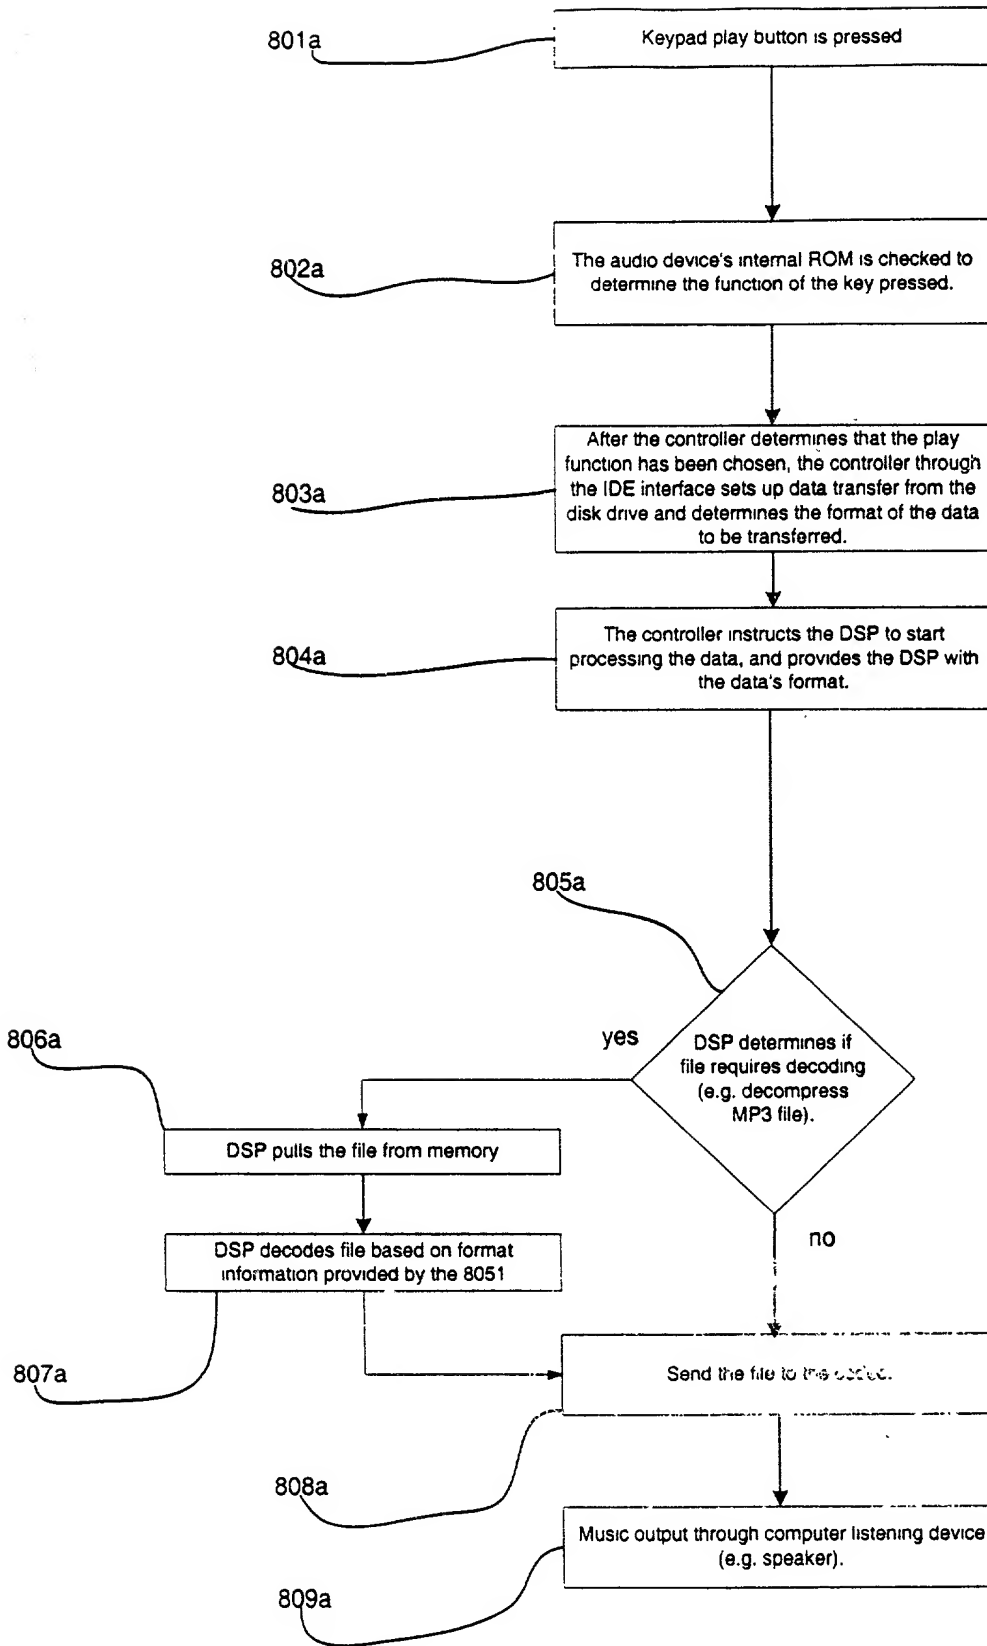 801a
Keypad play button is pressed
802a
The audio device's internal ROM is checked to
determine the function of the key pressed.
803a
After the controller determines that the play
function has been chosen, the controller through
the IDE interface sets up data transfer from the
disk drive and determines the format of the data
to be transferred.
804a
The controller instructs the DSP to start
processing the data, and provides the DSP with
the data's format.
805a
DSP determines if
file requires decoding
(e.g. decompress
MP3 file).
yes
no
806a
DSP pulls the file from memory
DSP decodes file based on format
information provided by the 8051
807a
Send the file to the codec.
808a
Music output through computer listening device
(e.g. speaker).
809a